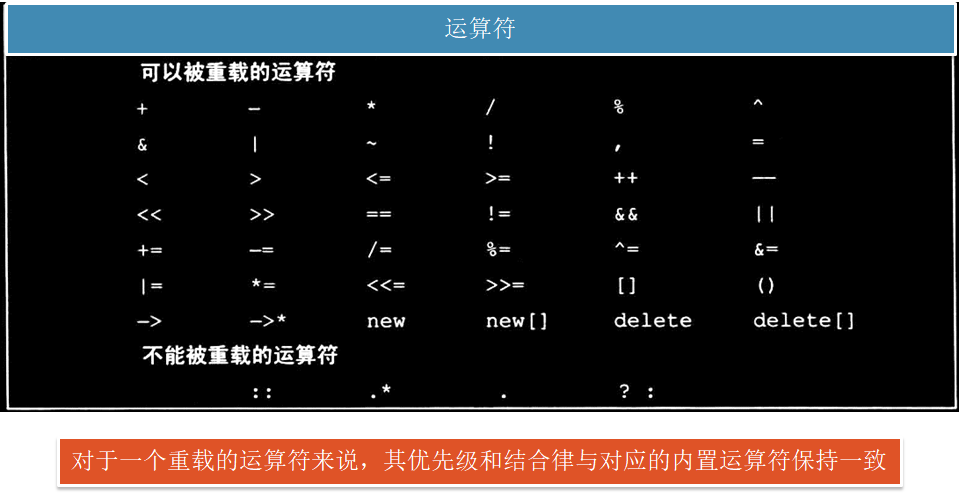 运算符
可以被重载的运算符
+ — * / % ^
& | ~ ! , =
< > <= >= ++ ——
<< >> == != && ||
+= —= /= %= ^= &=
|= *= <<= >>= [] ()
—> —>* new new[] delete delete[]
不能被重载的运算符
:: .* . ? :
对于一个重载的运算符来说，其优先级和结合律与对应的内置运算符保持一致